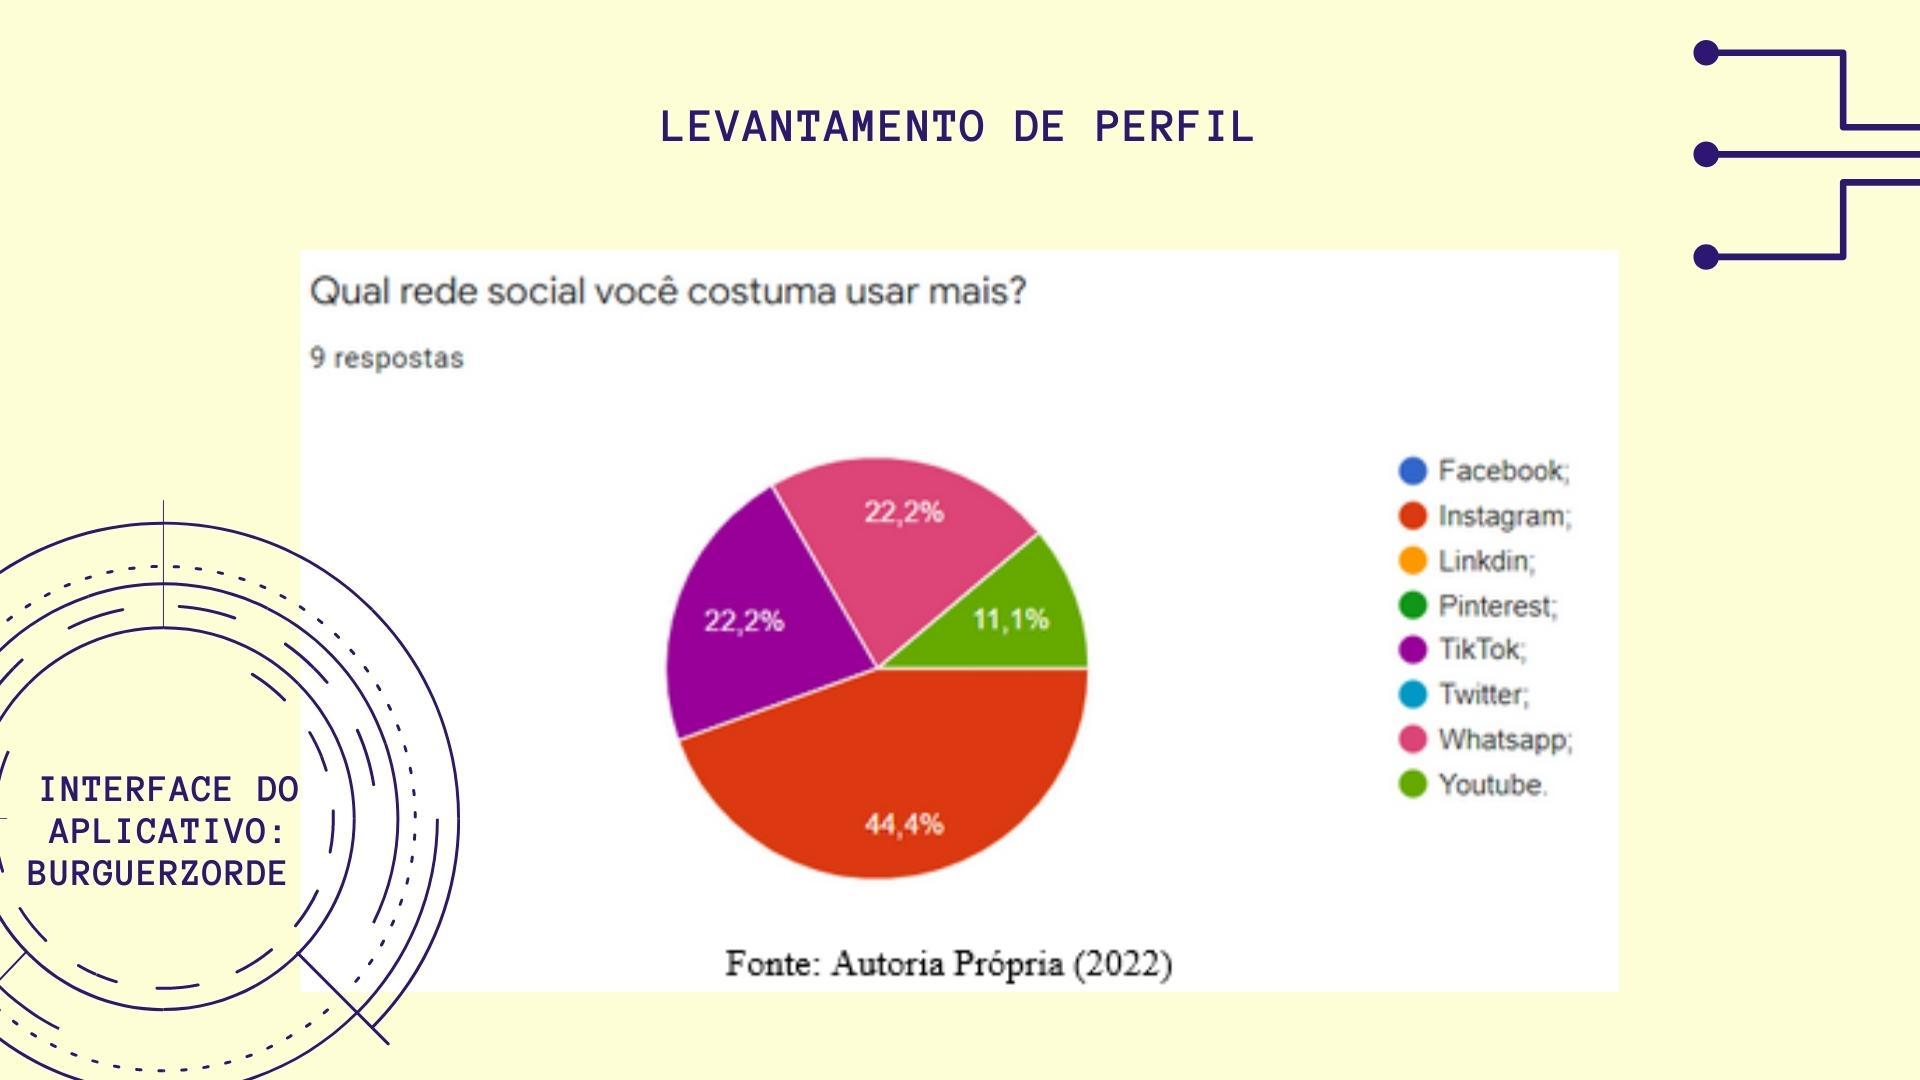 LEVANTAMENTO DE PERFIL
Qual rede social você costuma usar mais?
9 respostas
22,2%
22,2%
11,1%
44,4%
Facebook;
Instagram;
Linkdin;
Pinterest;
TikTok;
Twitter;
Whatsapp;
Youtube.
INTERFACE DO
APLICATIVO:
BURGUERZORDE
Fonte: Autoria Própria (2022)